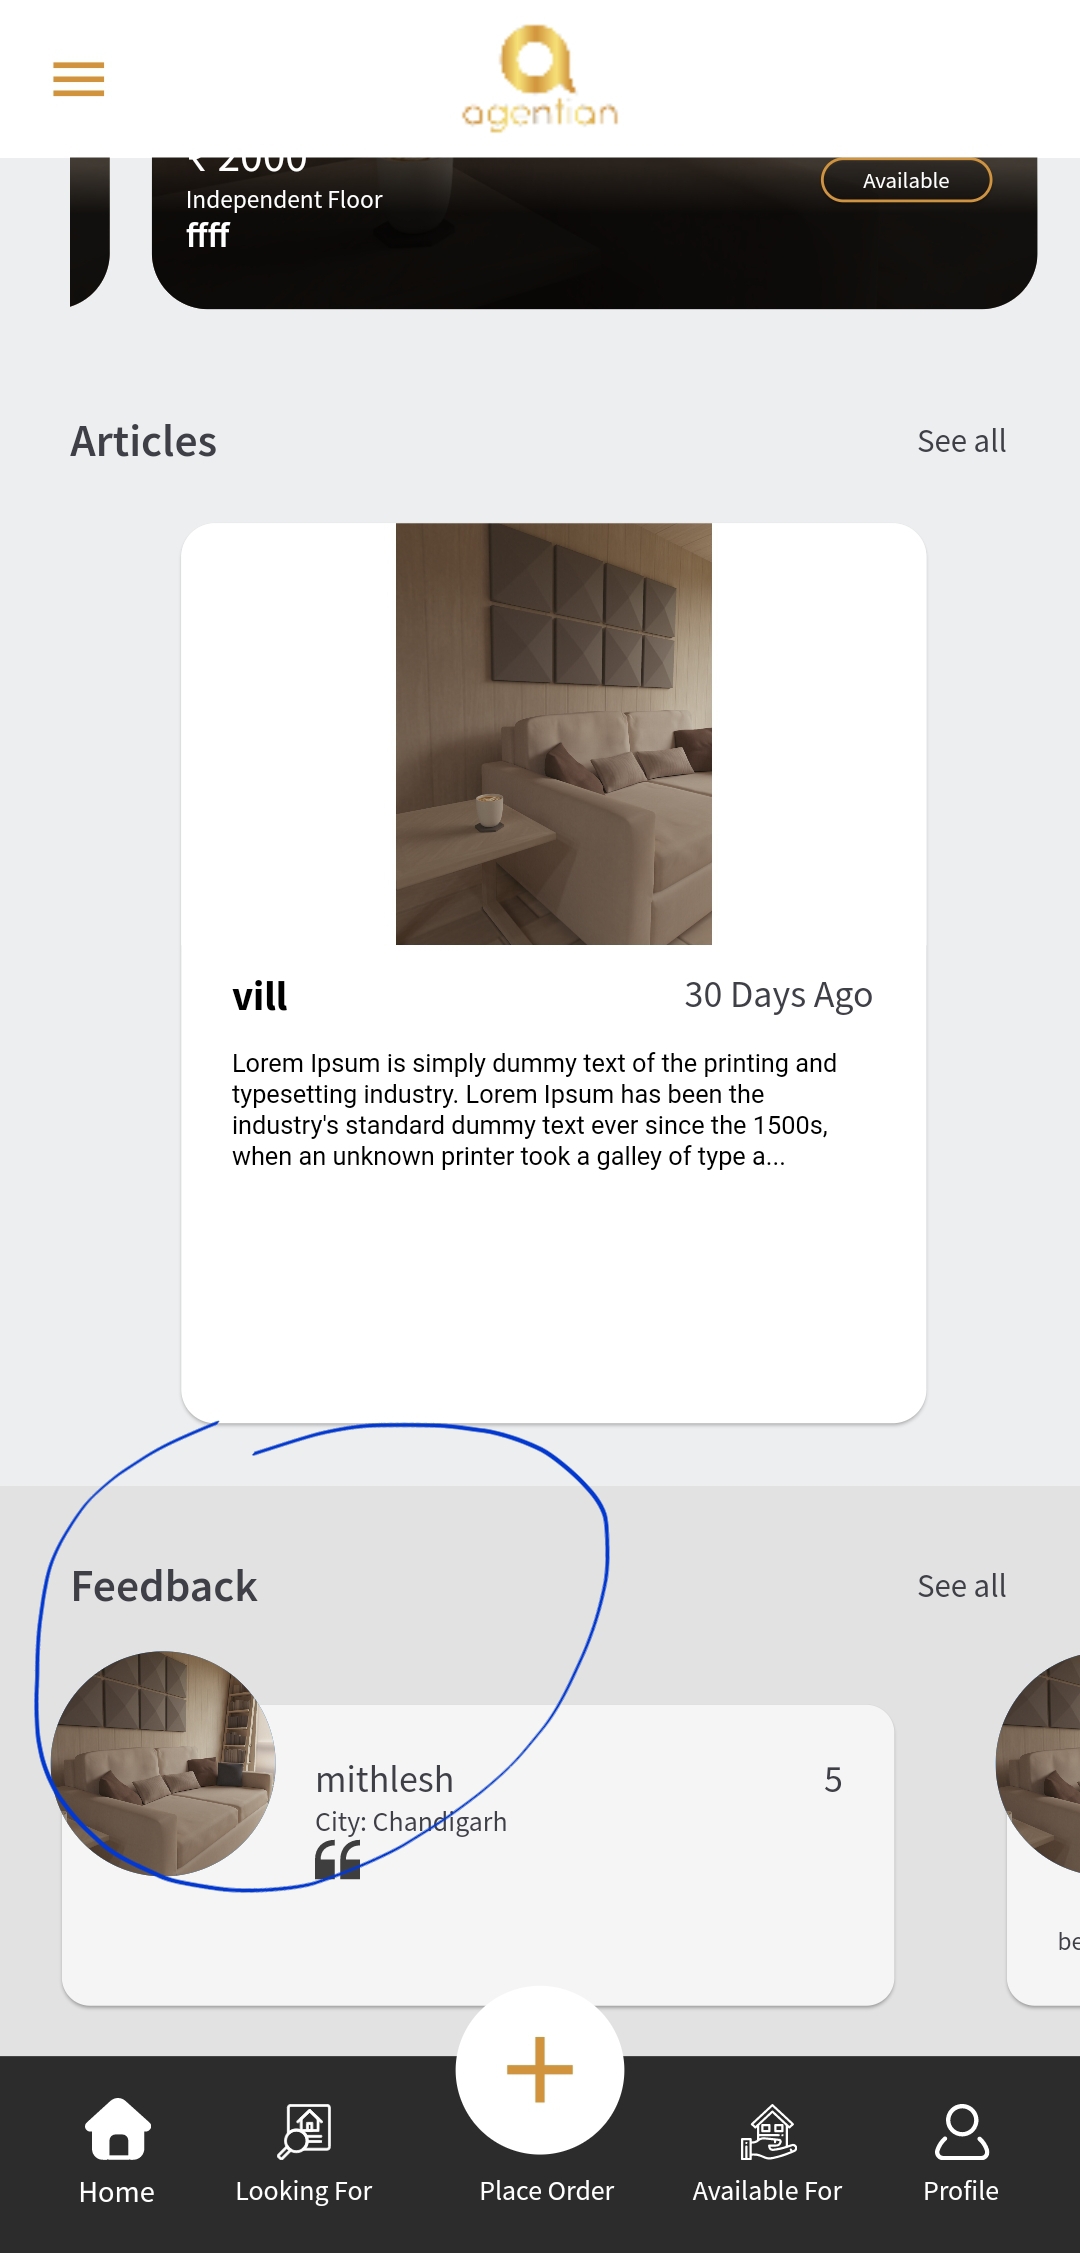 agentian
₹ 2000
Independent Floor
Available
ffff
Articles
See all
vill
30 Days Ago
Lorem Ipsum is simply dummy text of the printing and
typesetting industry. Lorem Ipsum has been the
industry's standard dummy text ever since the 1500s,
when an unknown printer took a galley of type a...
Feedback
See all
mithlesh
5
City: Chandigarh
❝
be
Home
Looking For
Place Order
Available For
Profile